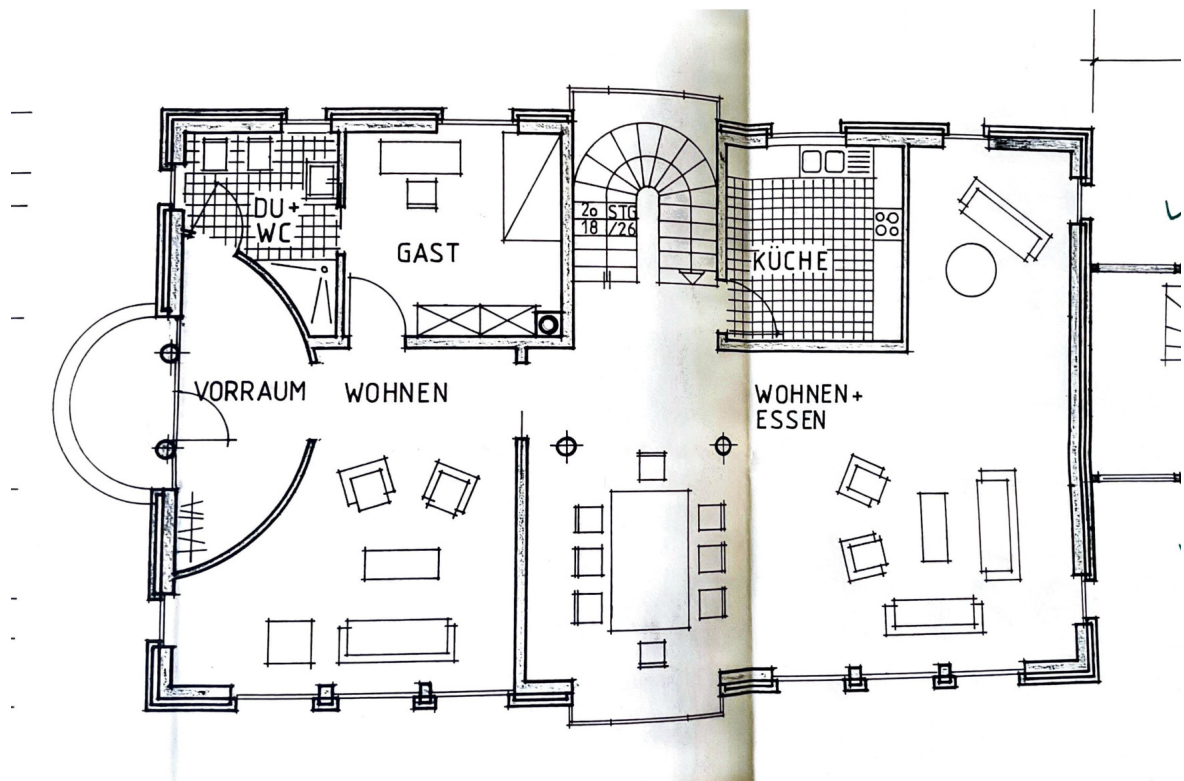 DU+
WC
GAST
2o STG
18 /26
KÜCHE
VORRAUM
WOHNEN
WOHNEN+
ESSEN